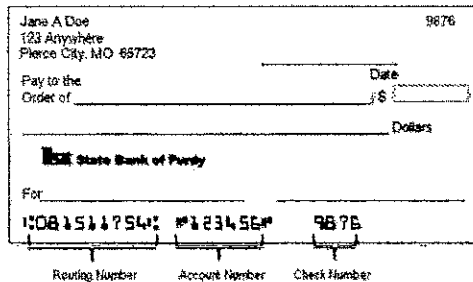 Jane A Doe 9876
123 Anywhere
Pierce City, MO 65723
Date
Pay to the
Order of $
Dollars
State Bank of Purdy
For
⑆081511754⑆ ⑈123456⑈ 9876
Routing Number Account Number Check Number